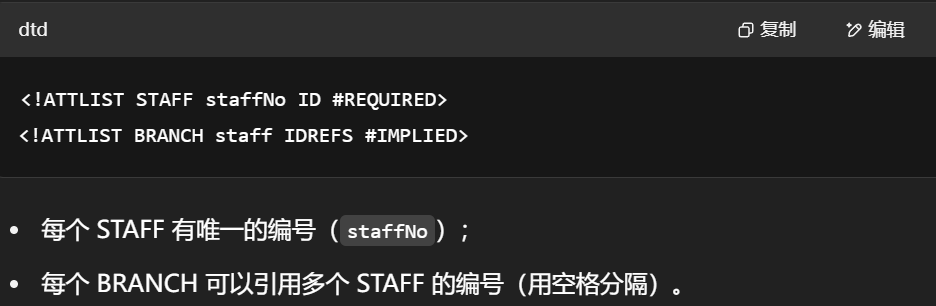 dtd 复制 编辑
<!ATTLIST STAFF staffNo ID #REQUIRED>
<!ATTLIST BRANCH staff IDREFS #IMPLIED>
• 每个 STAFF 有唯一的编号（staffNo）；
• 每个 BRANCH 可以引用多个 STAFF 的编号（用空格分隔）。